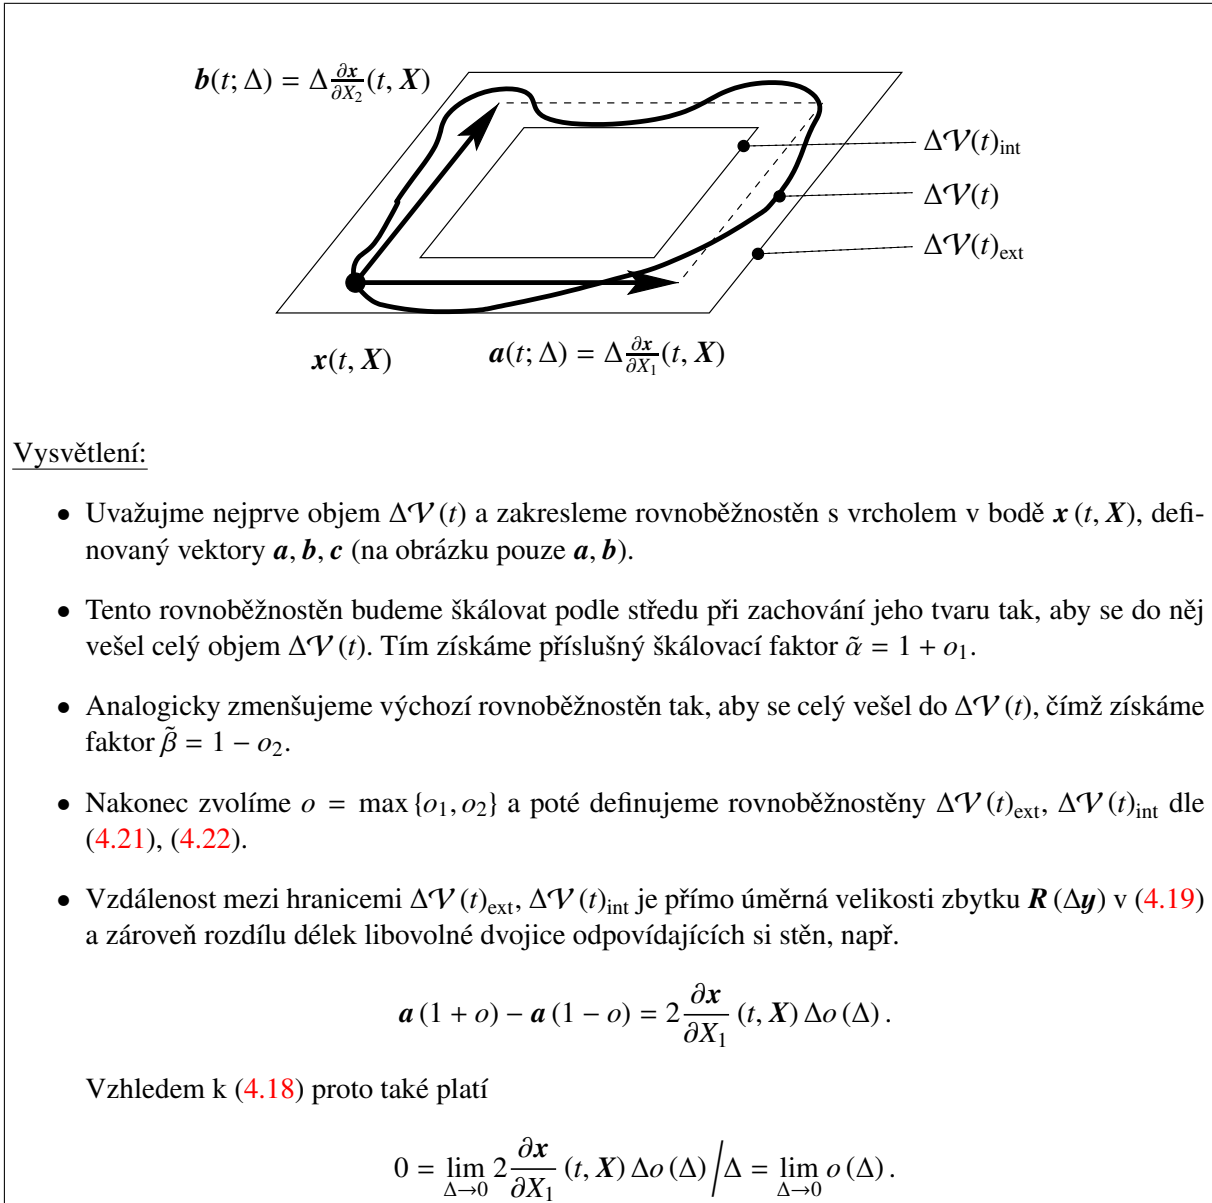 𝒃(t; Δ) = Δ ∂𝒙/∂X₂ (t, 𝑿)
Δ𝒱(t)_int
Δ𝒱(t)
Δ𝒱(t)_ext
𝒙(t, 𝑿)
𝒂(t; Δ) = Δ ∂𝒙/∂X₁ (t, 𝑿)
Vysvětlení:
• Uvažujme nejprve objem Δ𝒱(t) a zakresleme rovnoběžnostěn s vrcholem v bodě 𝒙(t, 𝑿), defi-
novaný vektory 𝒂, 𝒃, 𝒄 (na obrázku pouze 𝒂, 𝒃).
• Tento rovnoběžnostěn budeme škálovat podle středu při zachování jeho tvaru tak, aby se do něj
vešel celý objem Δ𝒱(t). Tím získáme příslušný škálovací faktor α̃ = 1 + o₁.
• Analogicky zmenšujeme výchozí rovnoběžnostěn tak, aby se celý vešel do Δ𝒱(t), čímž získáme
faktor β̃ = 1 − o₂.
• Nakonec zvolíme o = max {o₁, o₂} a poté definujeme rovnoběžnostěny Δ𝒱(t)_ext, Δ𝒱(t)_int dle
(4.21), (4.22).
• Vzdálenost mezi hranicemi Δ𝒱(t)_ext, Δ𝒱(t)_int je přímo úměrná velikosti zbytku 𝑹(Δ𝒚) v (4.19)
a zároveň rozdílu délek libovolné dvojice odpovídajících si stěn, např.
𝒂(1 + o) − 𝒂(1 − o) = 2 ∂𝒙/∂X₁ (t, 𝑿) Δo(Δ).
Vzhledem k (4.18) proto také platí
0 = lim_{Δ→0} 2 ∂𝒙/∂X₁ (t, 𝑿) Δo(Δ) / Δ = lim_{Δ→0} o(Δ).